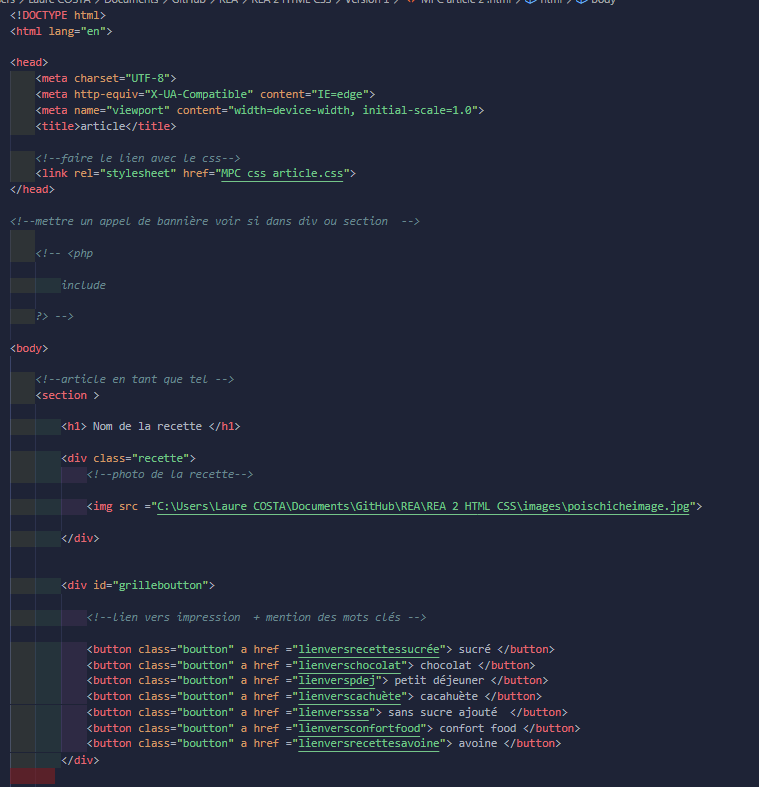 Laure COSTA > Documents > GitHub > REA > REA 2 HTML CSS > version 1 > MPC article 2 .html > html > body
<!DOCTYPE html>
<html lang="en">
<head>
<meta charset="UTF-8">
<meta http-equiv="X-UA-Compatible" content="IE=edge">
<meta name="viewport" content="width=device-width, initial-scale=1.0">
<title>article</title>
<!--faire le lien avec le css-->
<link rel="stylesheet" href="MPC css article.css">
</head>
<!--mettre un appel de bannière voir si dans div ou section  -->
<!-- <php
include
?> -->
<body>
<!--article en tant que tel -->
<section >
<h1> Nom de la recette </h1>
<div class="recette">
<!--photo de la recette-->
<img src ="C:\Users\Laure COSTA\Documents\GitHub\REA\REA 2 HTML CSS\images\poischicheimage.jpg">
</div>
<div id="grilleboutton">
<!--lien vers impression  + mention des mots clés -->
<button class="boutton" a href ="lienversrecettessucrée"> sucré </button>
<button class="boutton" a href ="lienverschocolat"> chocolat </button>
<button class="boutton" a href ="lienverspdej"> petit déjeuner </button>
<button class="boutton" a href ="lienverscachuète"> cacahuète </button>
<button class="boutton" a href ="lienversssa"> sans sucre ajouté  </button>
<button class="boutton" a href ="lienversconfortfood"> confort food </button>
<button class="boutton" a href ="lienversrecettesavoine"> avoine </button>
</div>